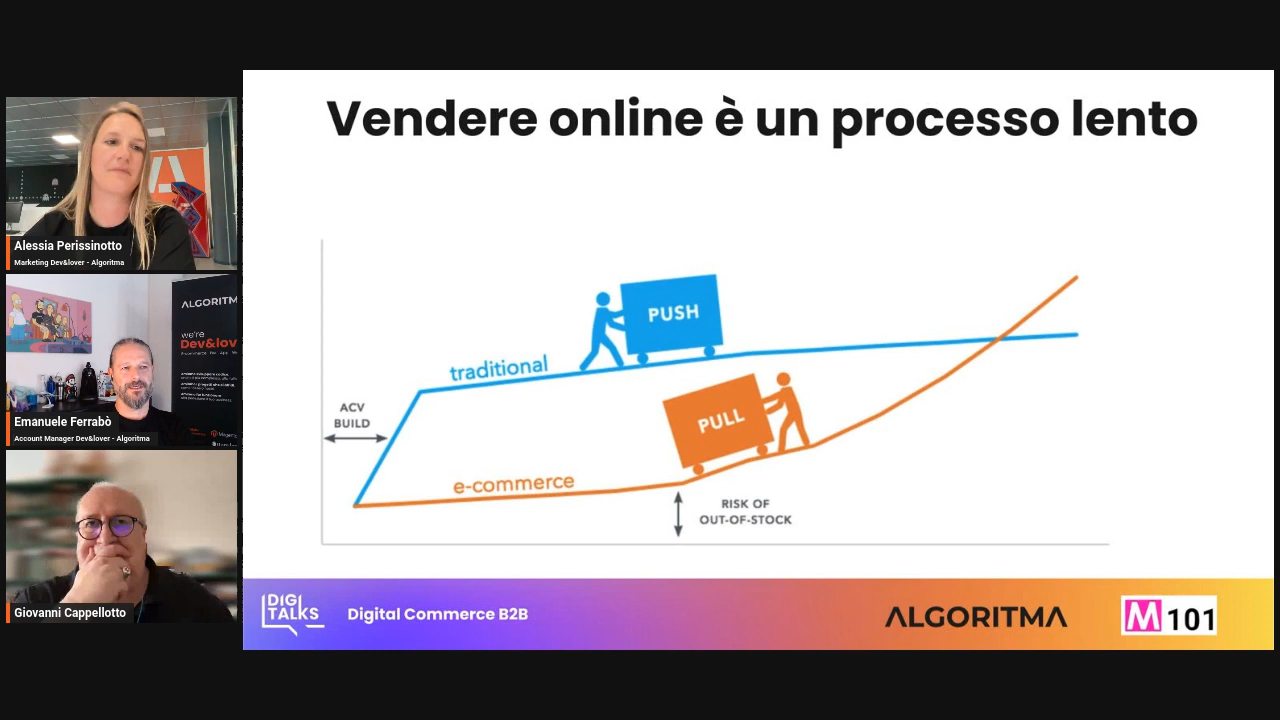 Vendere online è un processo lento
Alessia Perissinotto
Marketing Dev&lover - Algoritma
ALGORITM
we're
Dev&lov
Emanuele Ferrabò
Account Manager Dev&lover - Algoritma
Giovanni Cappellotto
PUSH
traditional
ACV
BUILD
PULL
e-commerce
RISK OF
OUT-OF-STOCK
DIGI
TALKS
Digital Commerce B2B
ALGORITMA
M 101